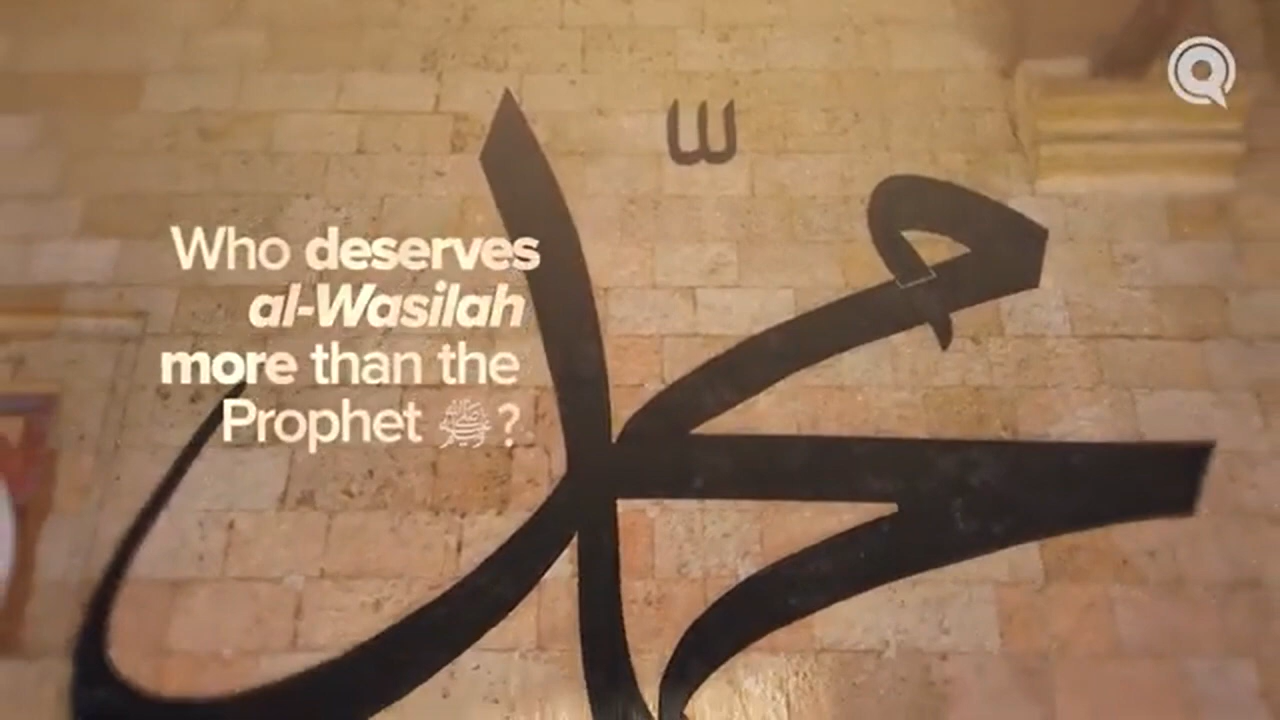 محمد
Who deserves
al-Wasilah
more than the
Prophet ﷺ?